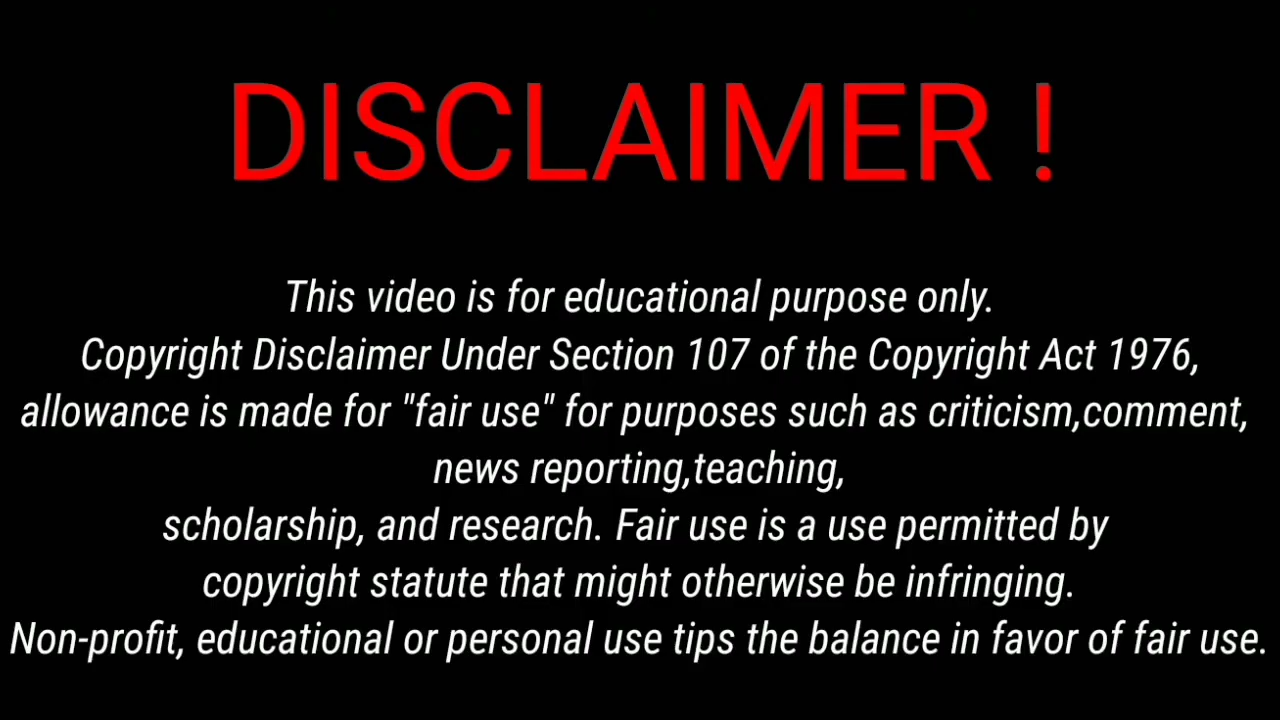 DISCLAIMER !
This video is for educational purpose only.
Copyright Disclaimer Under Section 107 of the Copyright Act 1976,
allowance is made for "fair use" for purposes such as criticism,comment,
news reporting,teaching,
scholarship, and research. Fair use is a use permitted by
copyright statute that might otherwise be infringing.
Non-profit, educational or personal use tips the balance in favor of fair use.